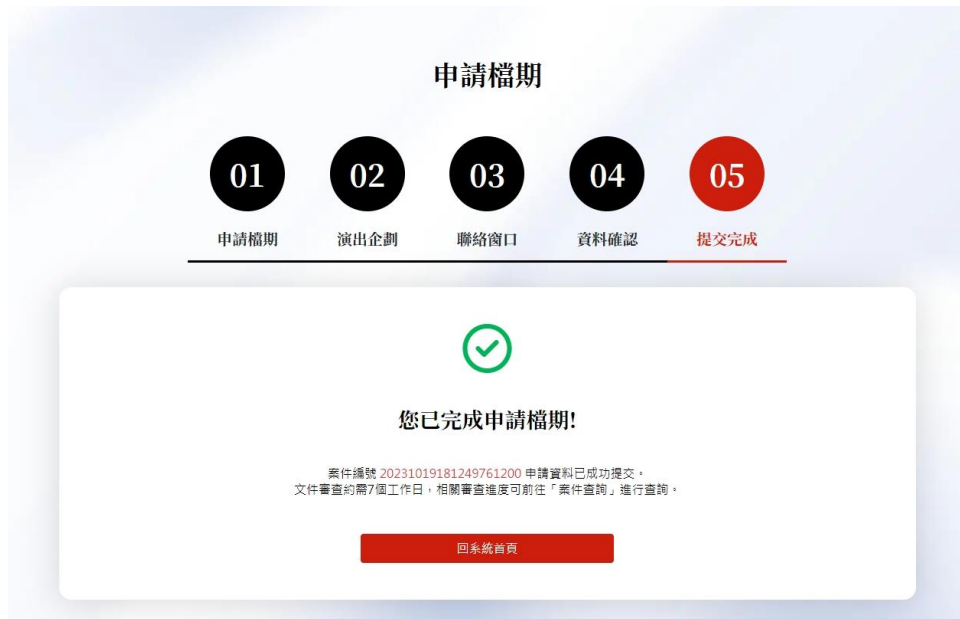 申請檔期
01 02 03 04 05
申請檔期 演出企劃 聯絡窗口 資料確認 提交完成
您已完成申請檔期!
案件編號 20231019181249761200 申請資料已成功提交。
文件審查約需7個工作日，相關審查進度可前往「案件查詢」進行查詢。
回系統首頁